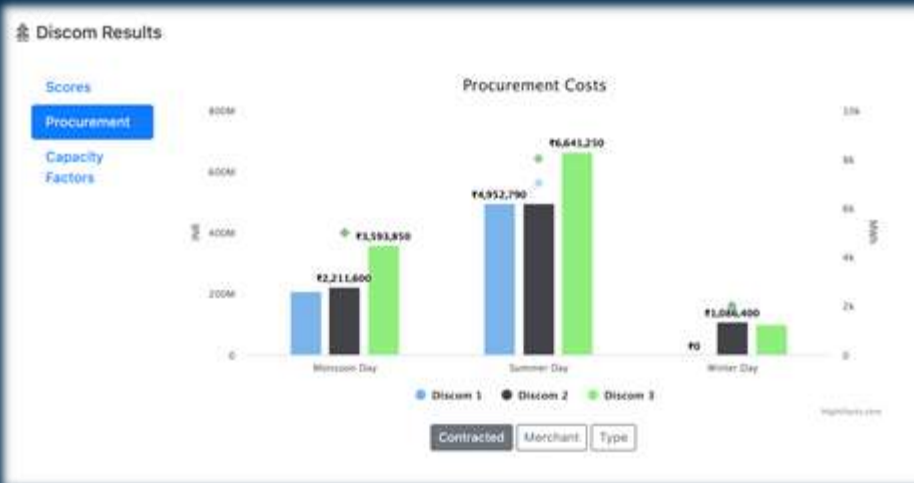 Discom Results
Scores
Procurement
Capacity
Factors
Procurement Costs
800M
600M
400M
200M
0
INR
10k
8k
6k
4k
2k
0
MWh
₹2,211,600
₹3,593,850
₹4,952,790
₹6,641,250
₹0
₹1,086,400
Monsoon Day
Summer Day
Winter Day
Discom 1
Discom 2
Discom 3
Highcharts.com
Contracted
Merchant
Type